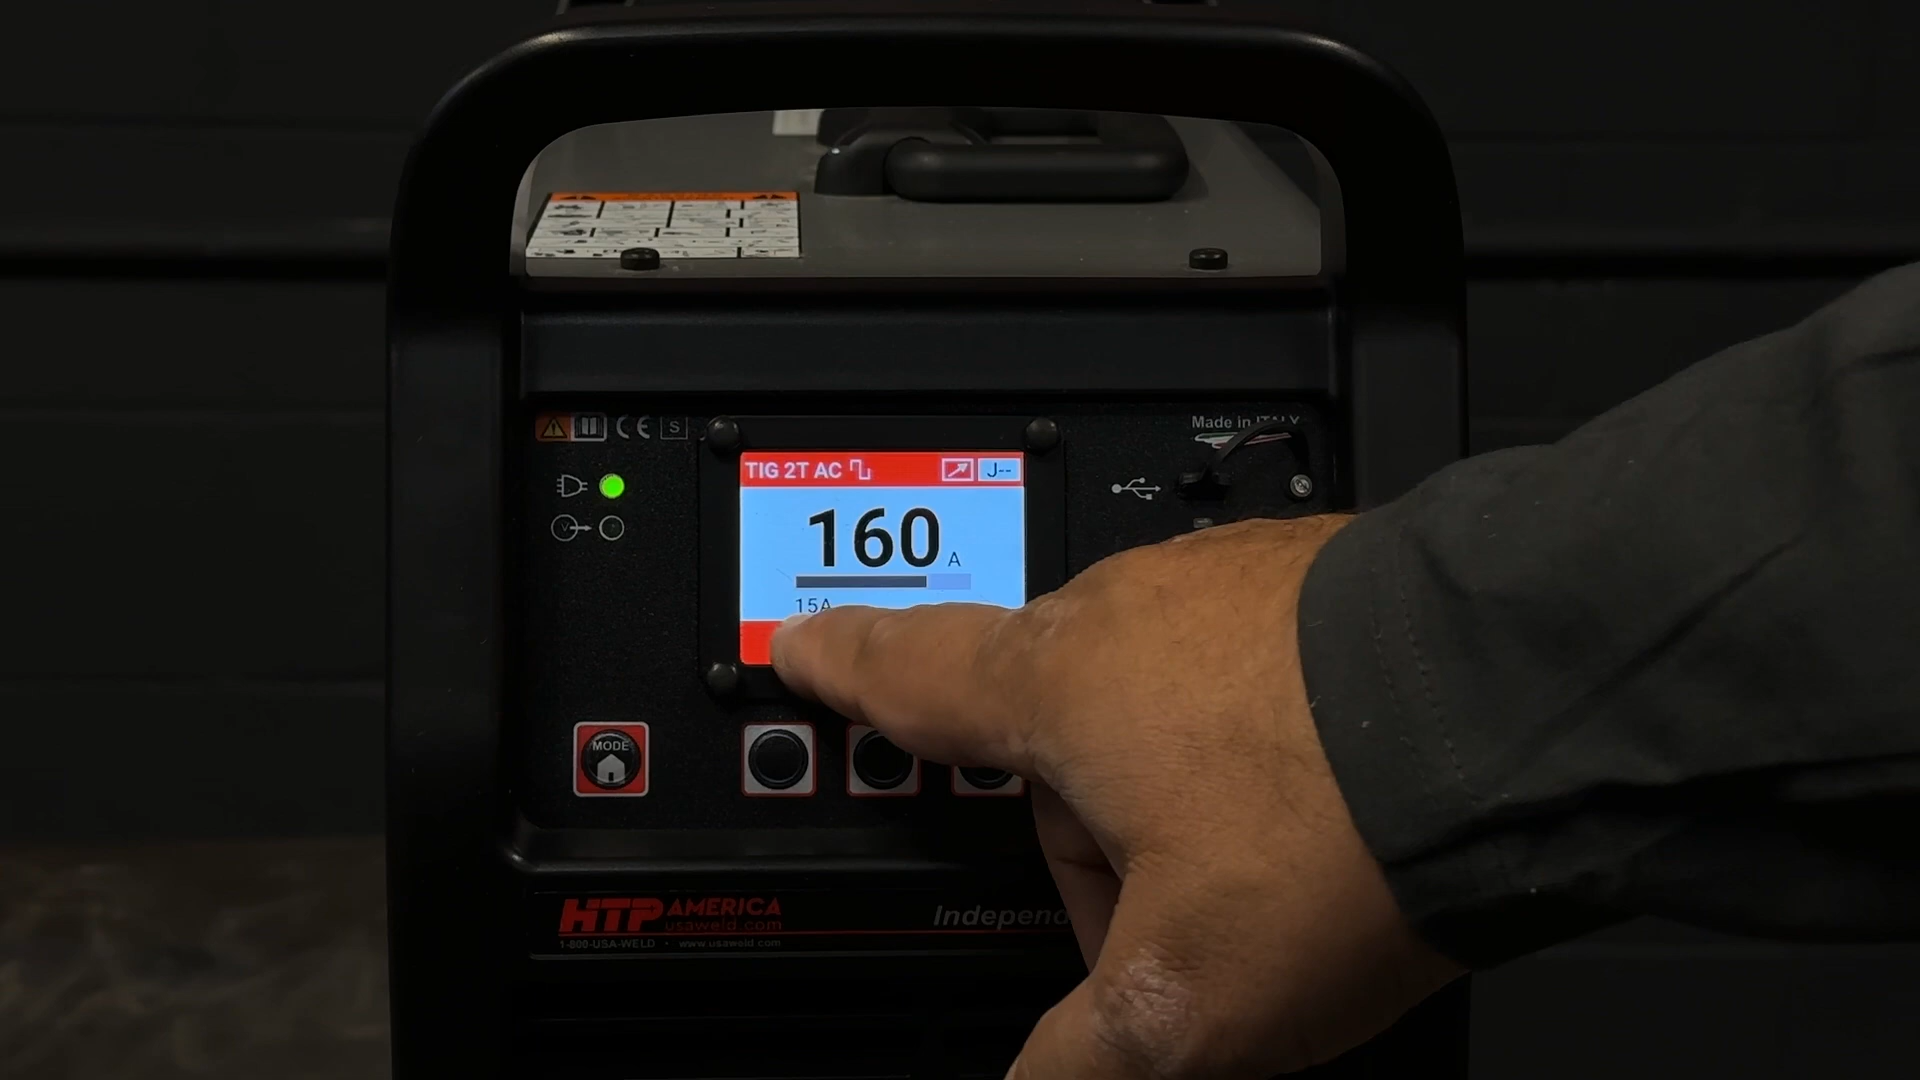 CE S
Made in ITALY
TIG 2T AC J--
160 A
15A
MODE
HTP AMERICA
usaweld.com
Independ
1-800-USA-WELD • www.usaweld.com